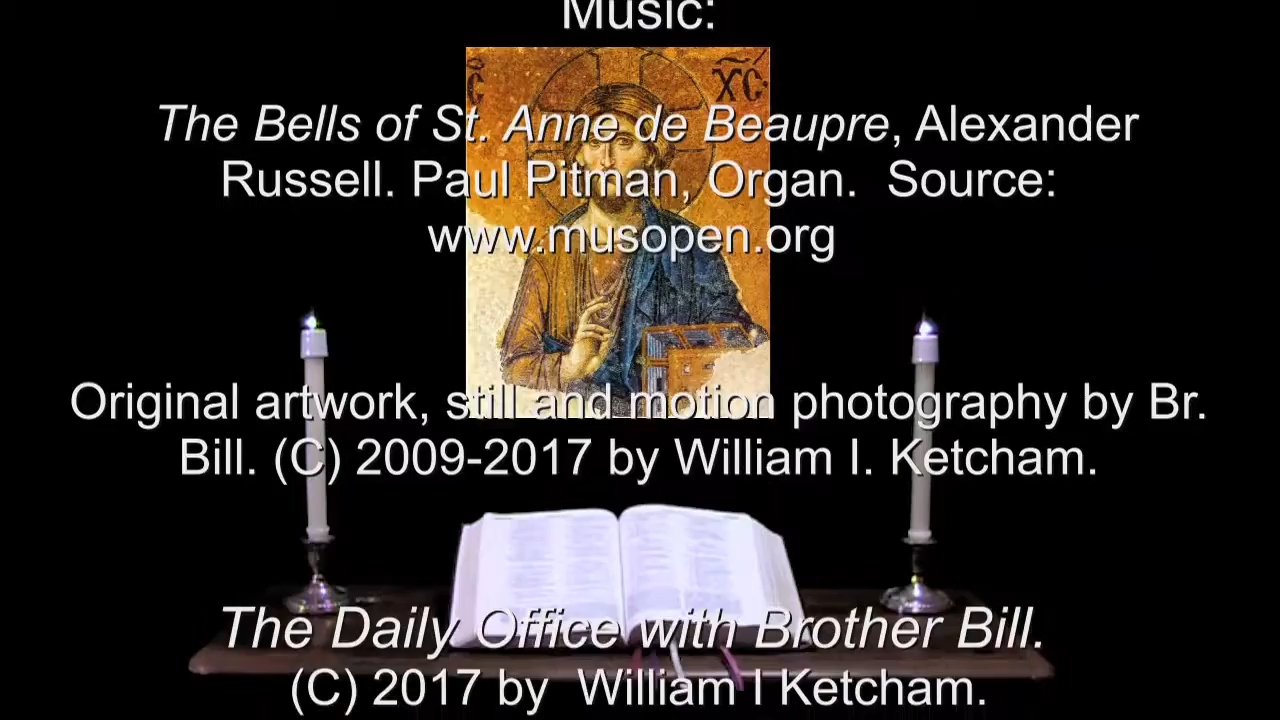 Music:
ΧC
The Bells of St. Anne de Beaupre, Alexander
Russell. Paul Pitman, Organ.  Source:
www.musopen.org
Original artwork, still and motion photography by Br.
Bill. (C) 2009-2017 by William I. Ketcham.
The Daily Office with Brother Bill.
(C) 2017 by  William I Ketcham.